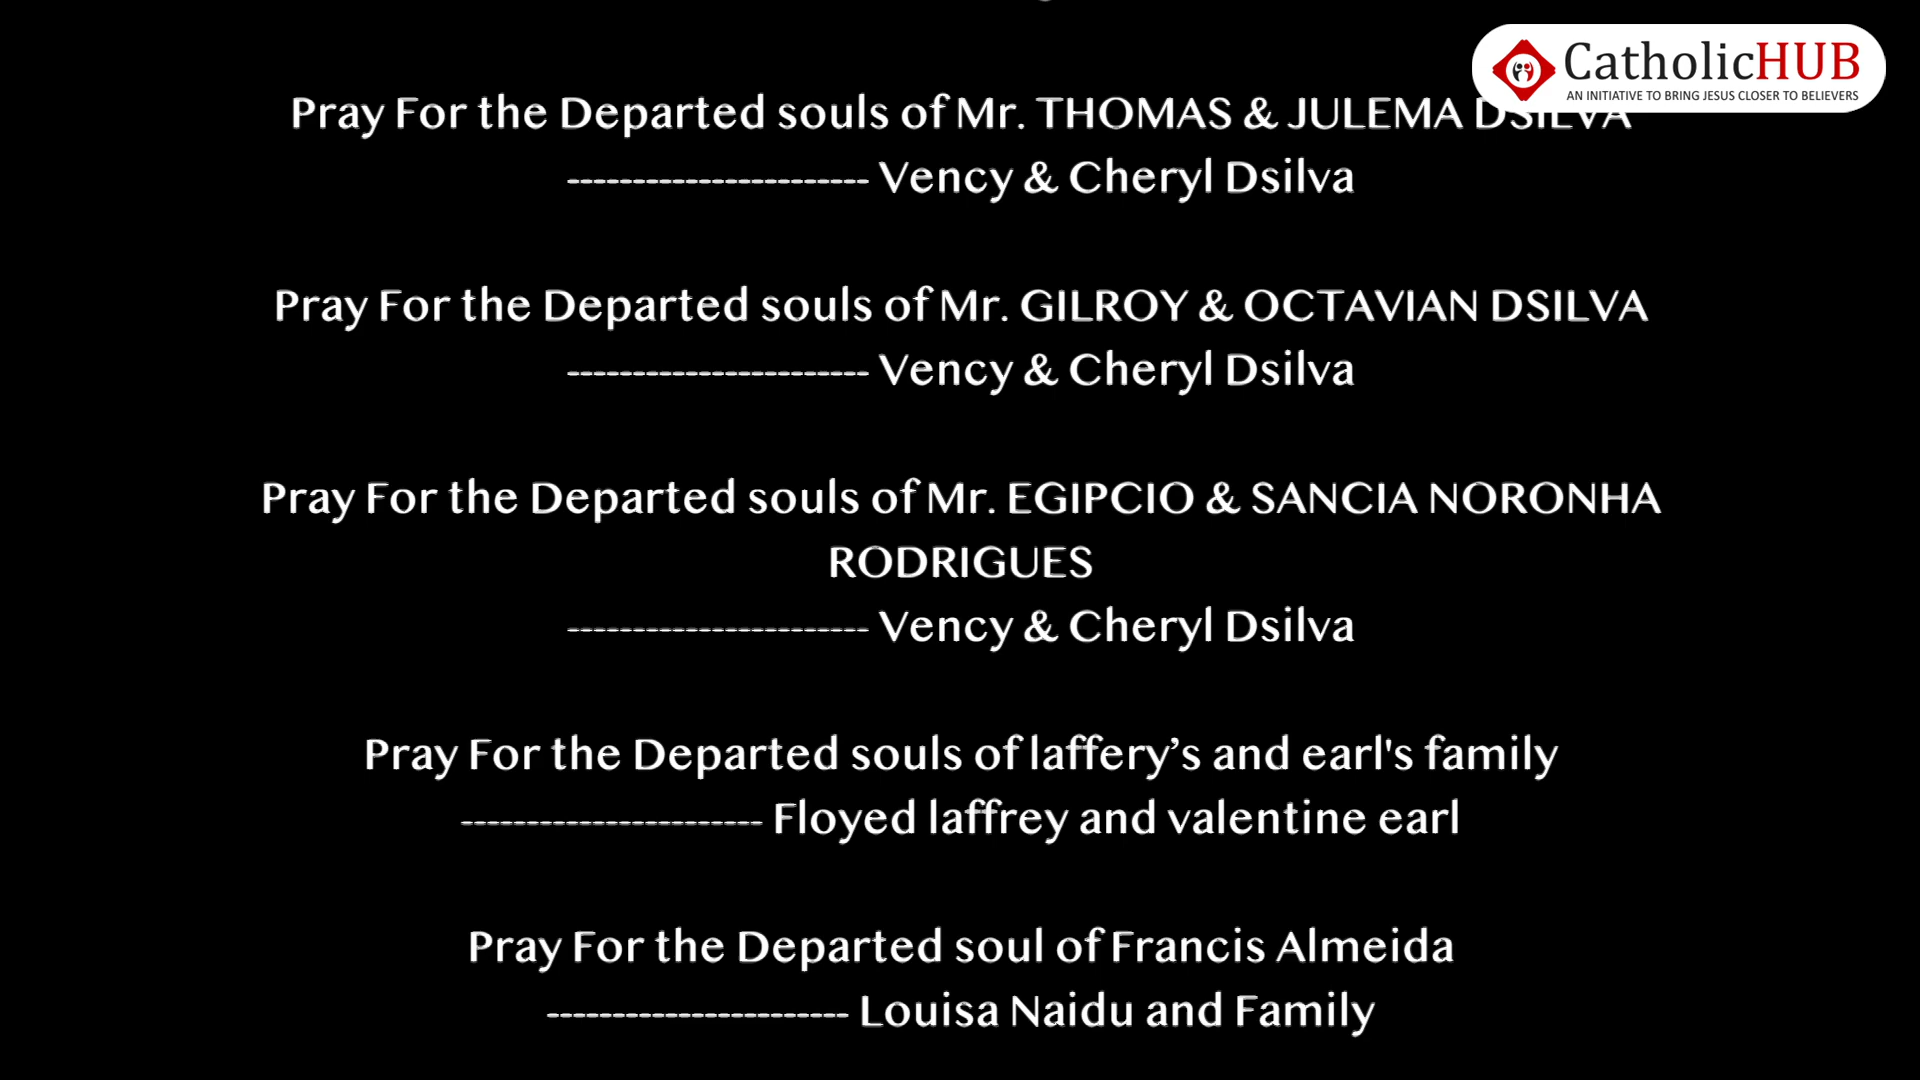 CatholicHUB
AN INITIATIVE TO BRING JESUS CLOSER TO BELIEVERS
Pray For the Departed souls of Mr. THOMAS & JULEMA DSILVA
----------------------- Vency & Cheryl Dsilva
Pray For the Departed souls of Mr. GILROY & OCTAVIAN DSILVA
----------------------- Vency & Cheryl Dsilva
Pray For the Departed souls of Mr. EGIPCIO & SANCIA NORONHA
RODRIGUES
----------------------- Vency & Cheryl Dsilva
Pray For the Departed souls of laffery’s and earl's family
----------------------- Floyed laffrey and valentine earl
Pray For the Departed soul of Francis Almeida
----------------------- Louisa Naidu and Family